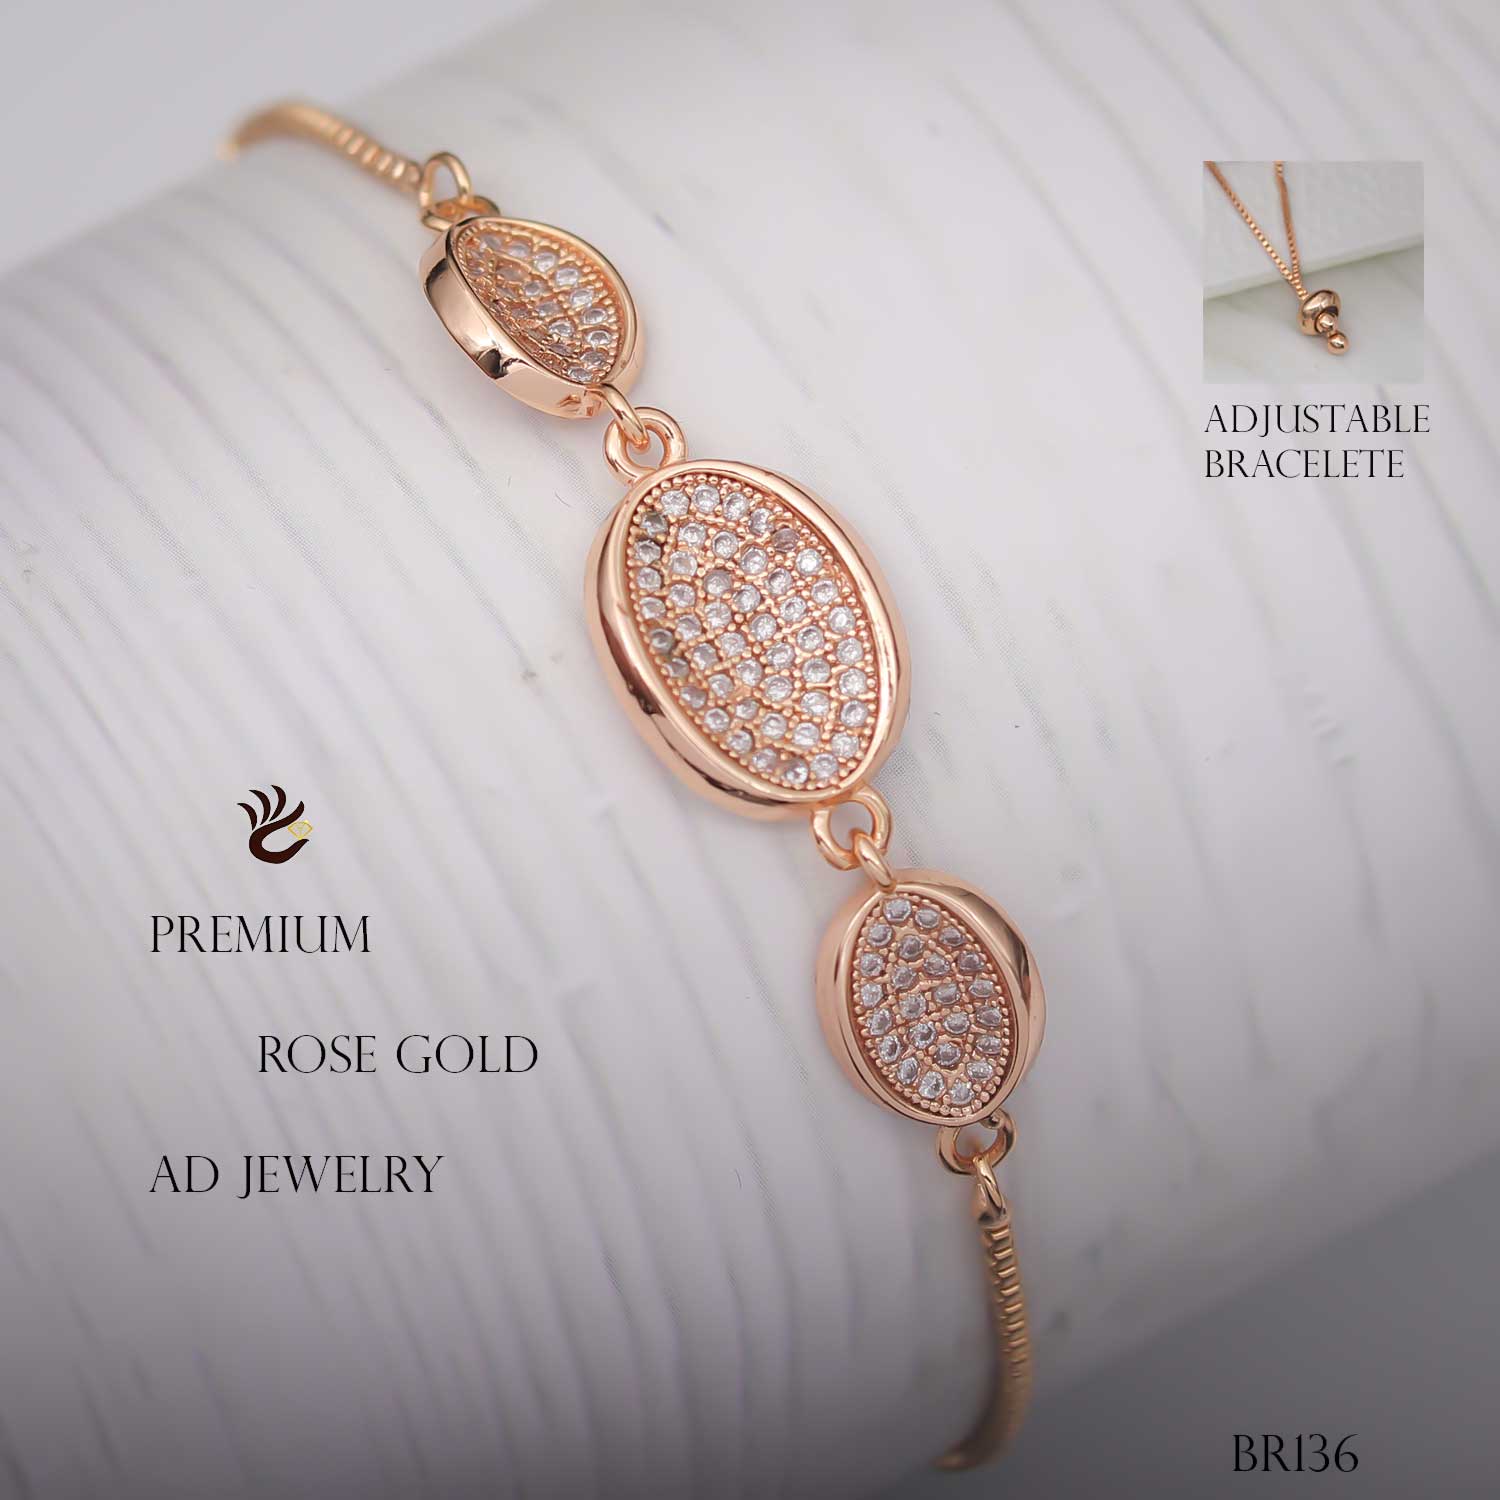 ADJUSTABLE
BRACELETE
PREMIUM
ROSE GOLD
AD JEWELRY
BR136